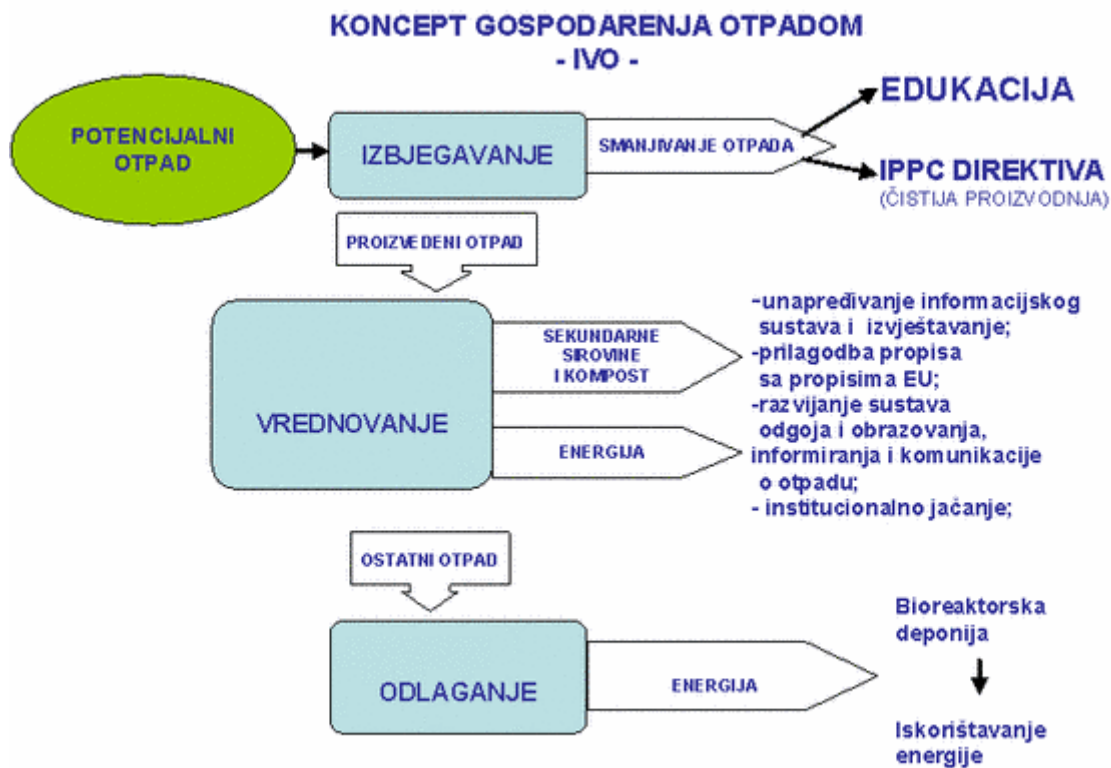 KONCEPT GOSPODARENJA OTPADOM
- IVO -
POTENCIJALNI
OTPAD
IZBJEGAVANJE
SMANJIVANJE OTPADA
EDUKACIJA
IPPC DIREKTIVA
(ČISTIJA PROIZVODNJA)
PROIZVEDENI OTPAD
VREDNOVANJE
SEKUNDARNE
SIROVINE
I KOMPOST
ENERGIJA
-unapređivanje informacijskog
sustava i izvještavanje;
-prilagodba propisa
sa propisima EU;
-razvijanje sustava
odgoja i obrazovanja,
informiranja i komunikacije
o otpadu;
- institucionalno jačanje;
OSTATNI OTPAD
ODLAGANJE
ENERGIJA
Bioreaktorska
deponija
Iskorištavanje
energije